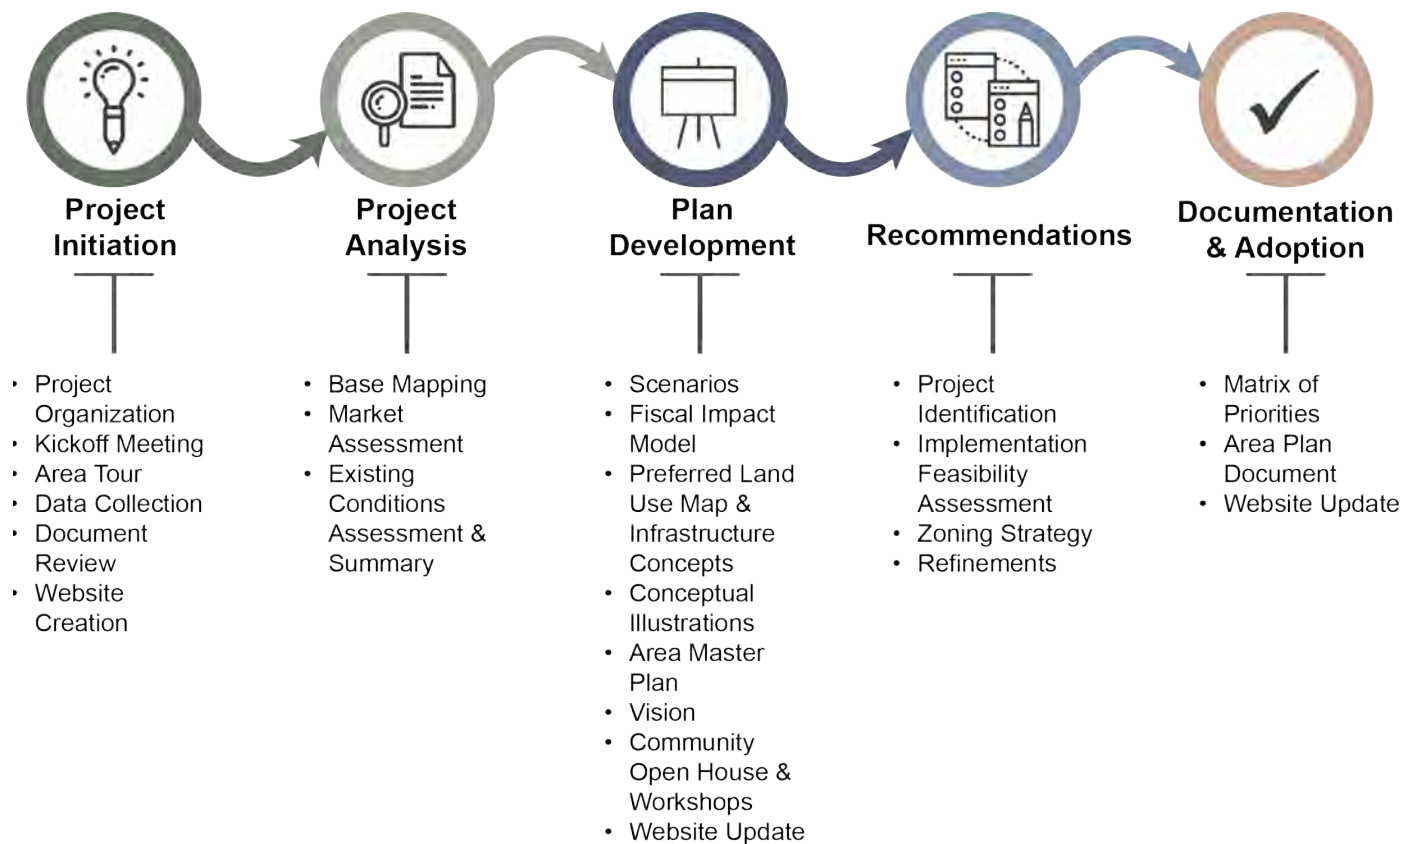 Project
Initiation
• Project
Organization
• Kickoff Meeting
• Area Tour
• Data Collection
• Document
Review
• Website
Creation
Project
Analysis
• Base Mapping
• Market
Assessment
• Existing
Conditions
Assessment &
Summary
Plan
Development
• Scenarios
• Fiscal Impact
Model
• Preferred Land
Use Map &
Infrastructure
Concepts
• Conceptual
Illustrations
• Area Master
Plan
• Vision
• Community
Open House &
Workshops
• Website Update
Recommendations
• Project
Identification
• Implementation
Feasibility
Assessment
• Zoning Strategy
• Refinements
Documentation
& Adoption
• Matrix of
Priorities
• Area Plan
Document
• Website Update